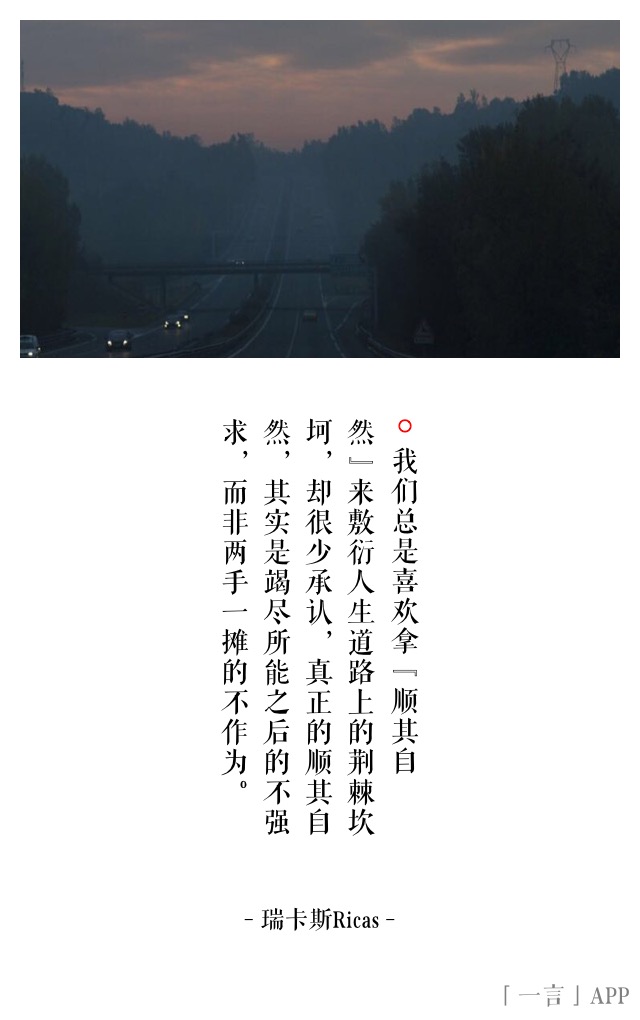 我们总是喜欢拿『顺其自
然』来敷衍人生道路上的荆棘坎
坷，却很少承认，真正的顺其自
然，其实是竭尽所能之后的不强
求，而非两手一摊的不作为。
- 瑞卡斯Ricas -
「一言」APP